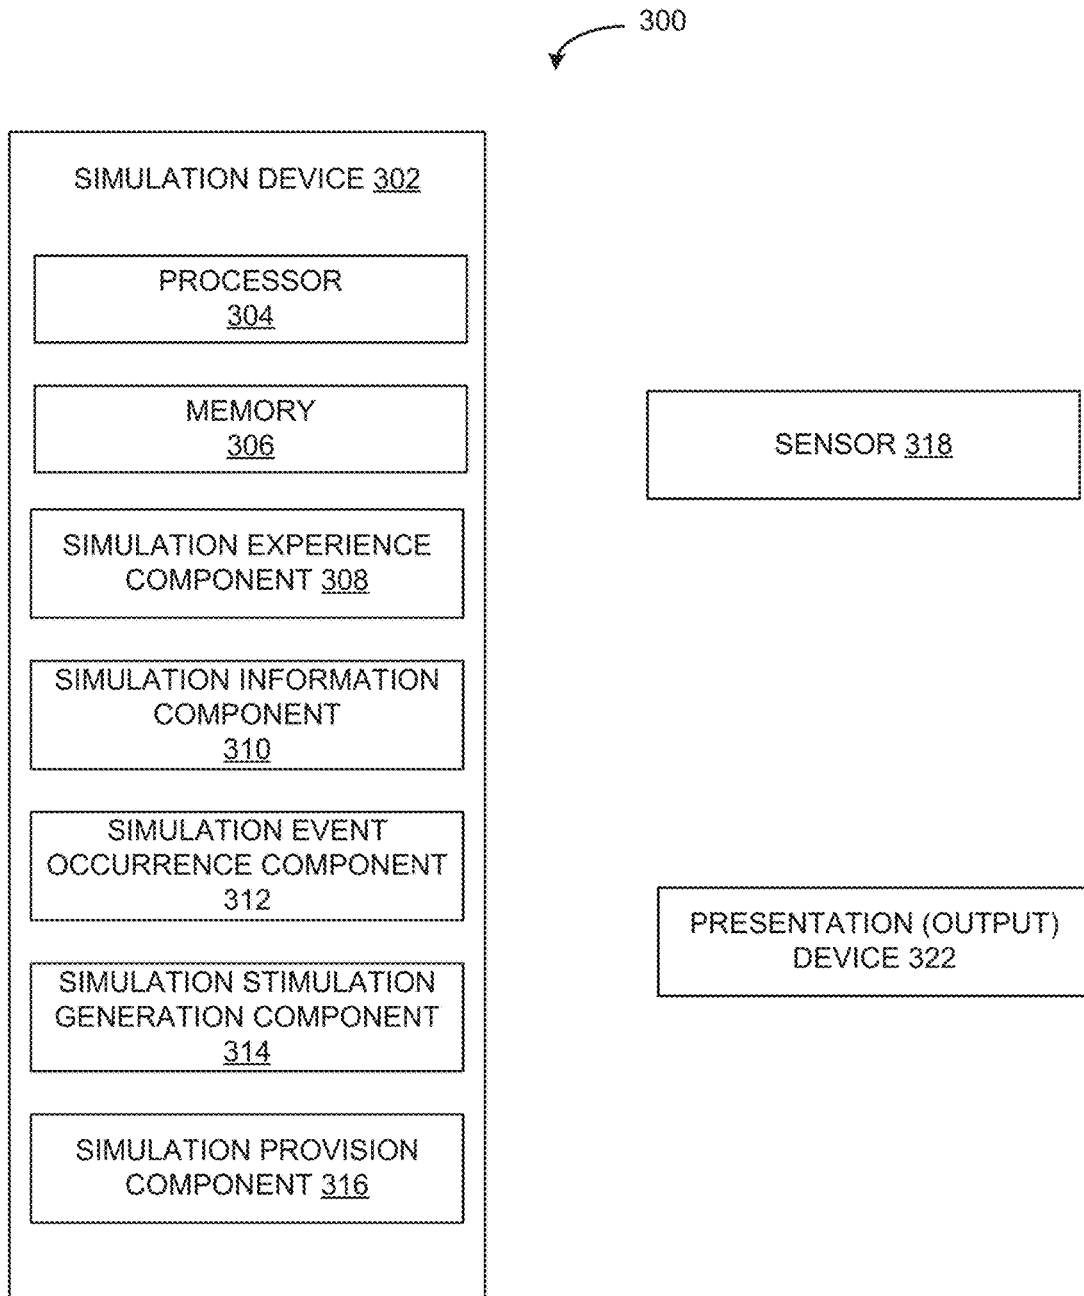 300
SIMULATION DEVICE 302
PROCESSOR
304
MEMORY
306
SIMULATION EXPERIENCE
COMPONENT 308
SIMULATION INFORMATION
COMPONENT
310
SIMULATION EVENT
OCCURRENCE COMPONENT
312
SIMULATION STIMULATION
GENERATION COMPONENT
314
SIMULATION PROVISION
COMPONENT 316
SENSOR 318
PRESENTATION (OUTPUT)
DEVICE 322